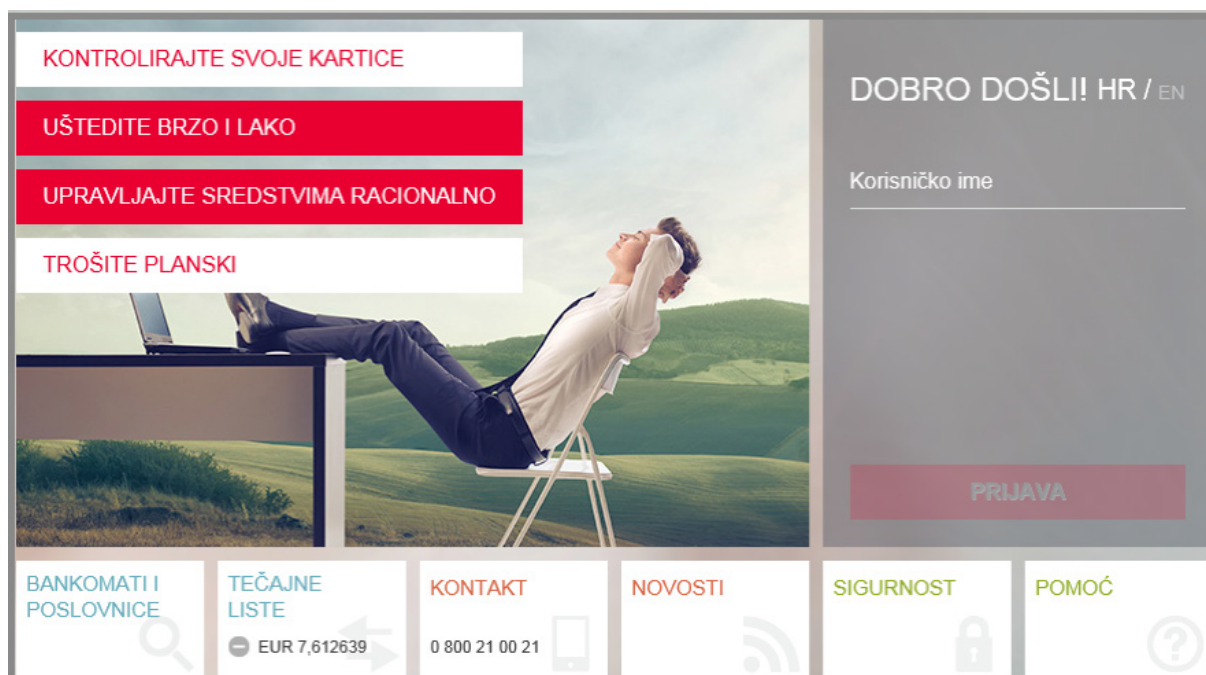 KONTROLIRAJTE SVOJE KARTICE
UŠTEDITE BRZO I LAKO
UPRAVLJAJTE SREDSTVIMA RACIONALNO
TROŠITE PLANSKI
DOBRO DOŠLI! HR / EN
Korisničko ime
PRIJAVA
BANKOMATI I
POSLOVNICE
TEČAJNE
LISTE
EUR 7,612639
KONTAKT
0 800 21 00 21
NOVOSTI
SIGURNOST
POMOĆ